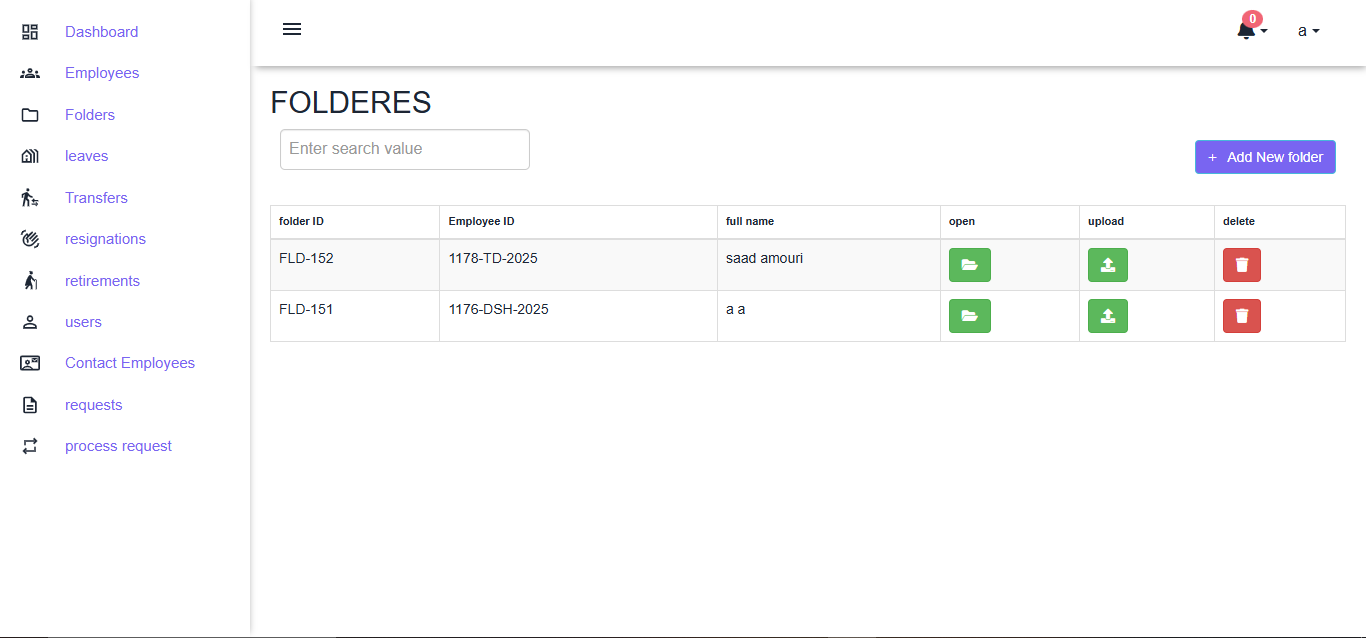 Dashboard
Employees
Folders
leaves
Transfers
resignations
retirements
users
Contact Employees
requests
process request
0
a
FOLDERES
Enter search value
+ Add New folder
folder ID Employee ID full name open upload delete
FLD-152 1178-TD-2025 saad amouri
FLD-151 1176-DSH-2025 a a